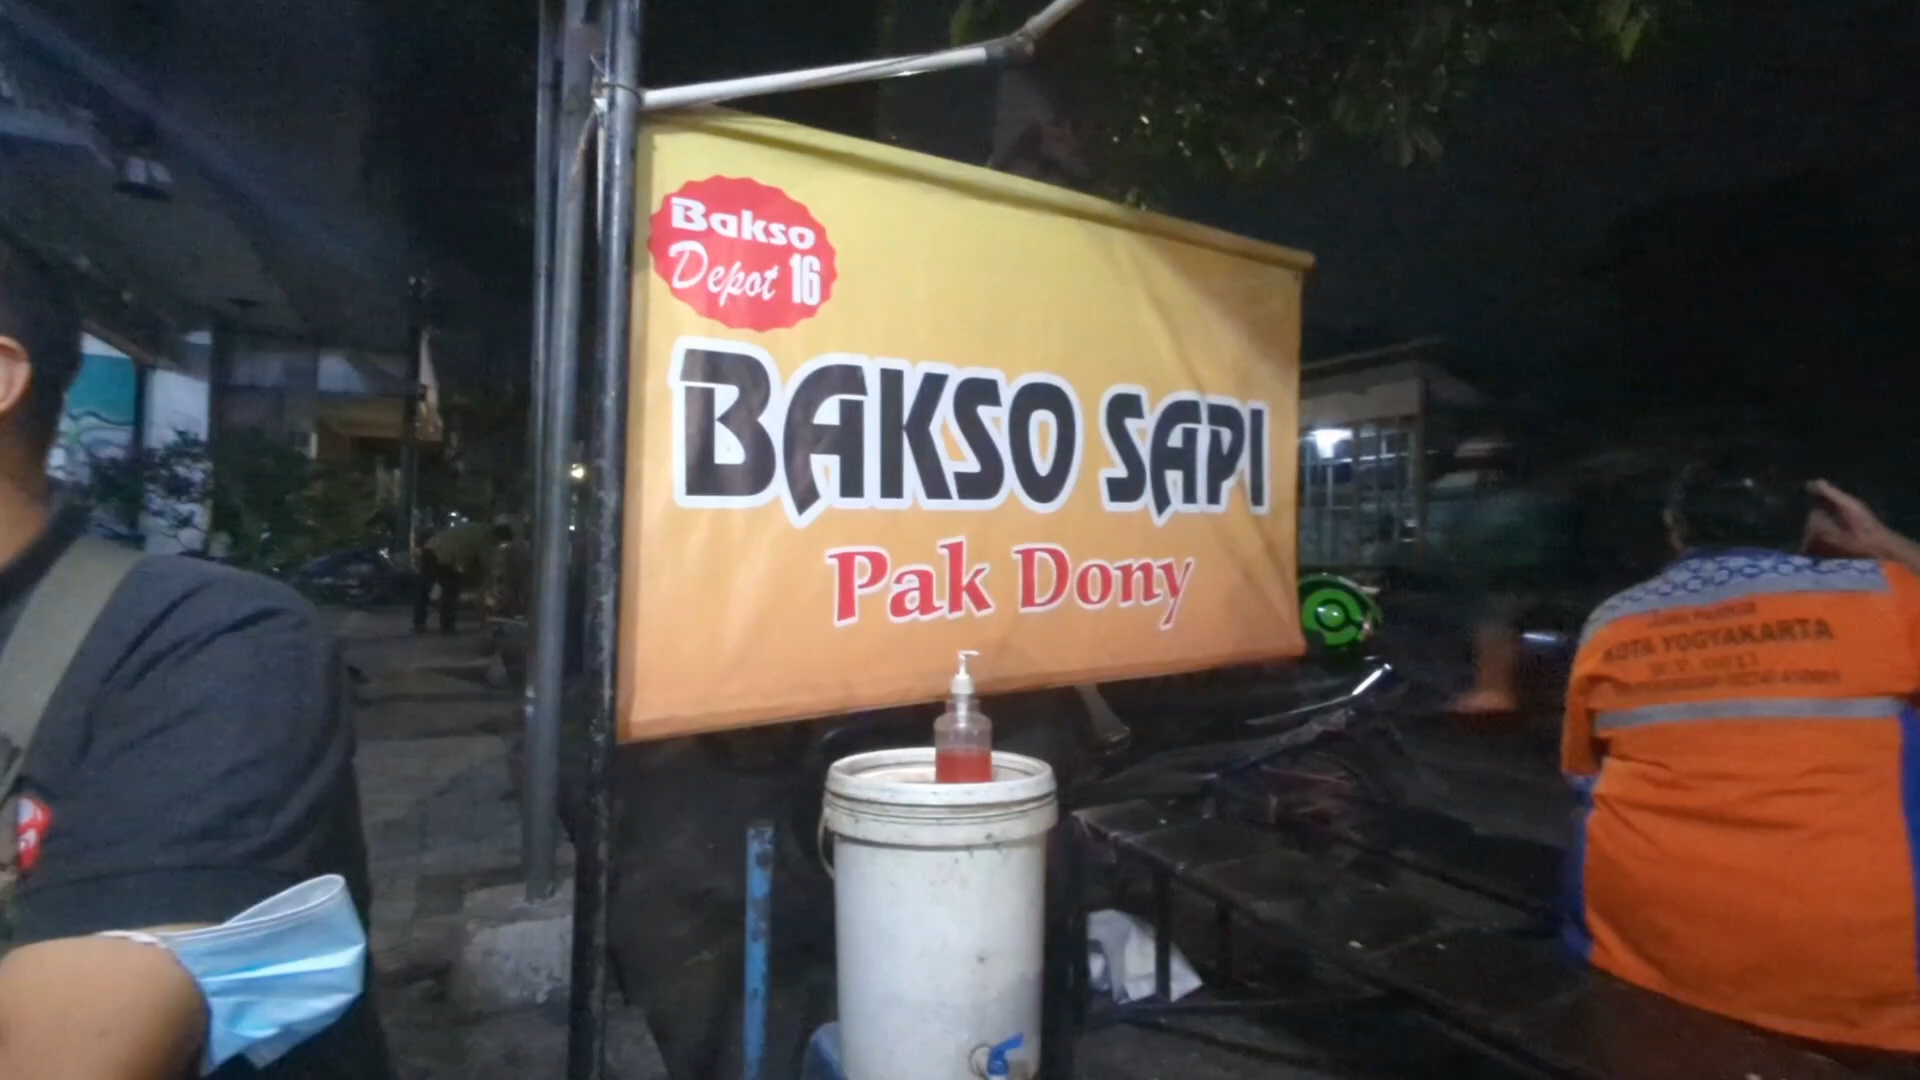 Bakso
Depot 16
BAKSO SAPI
Pak Dony
KOTA YOGYAKARTA